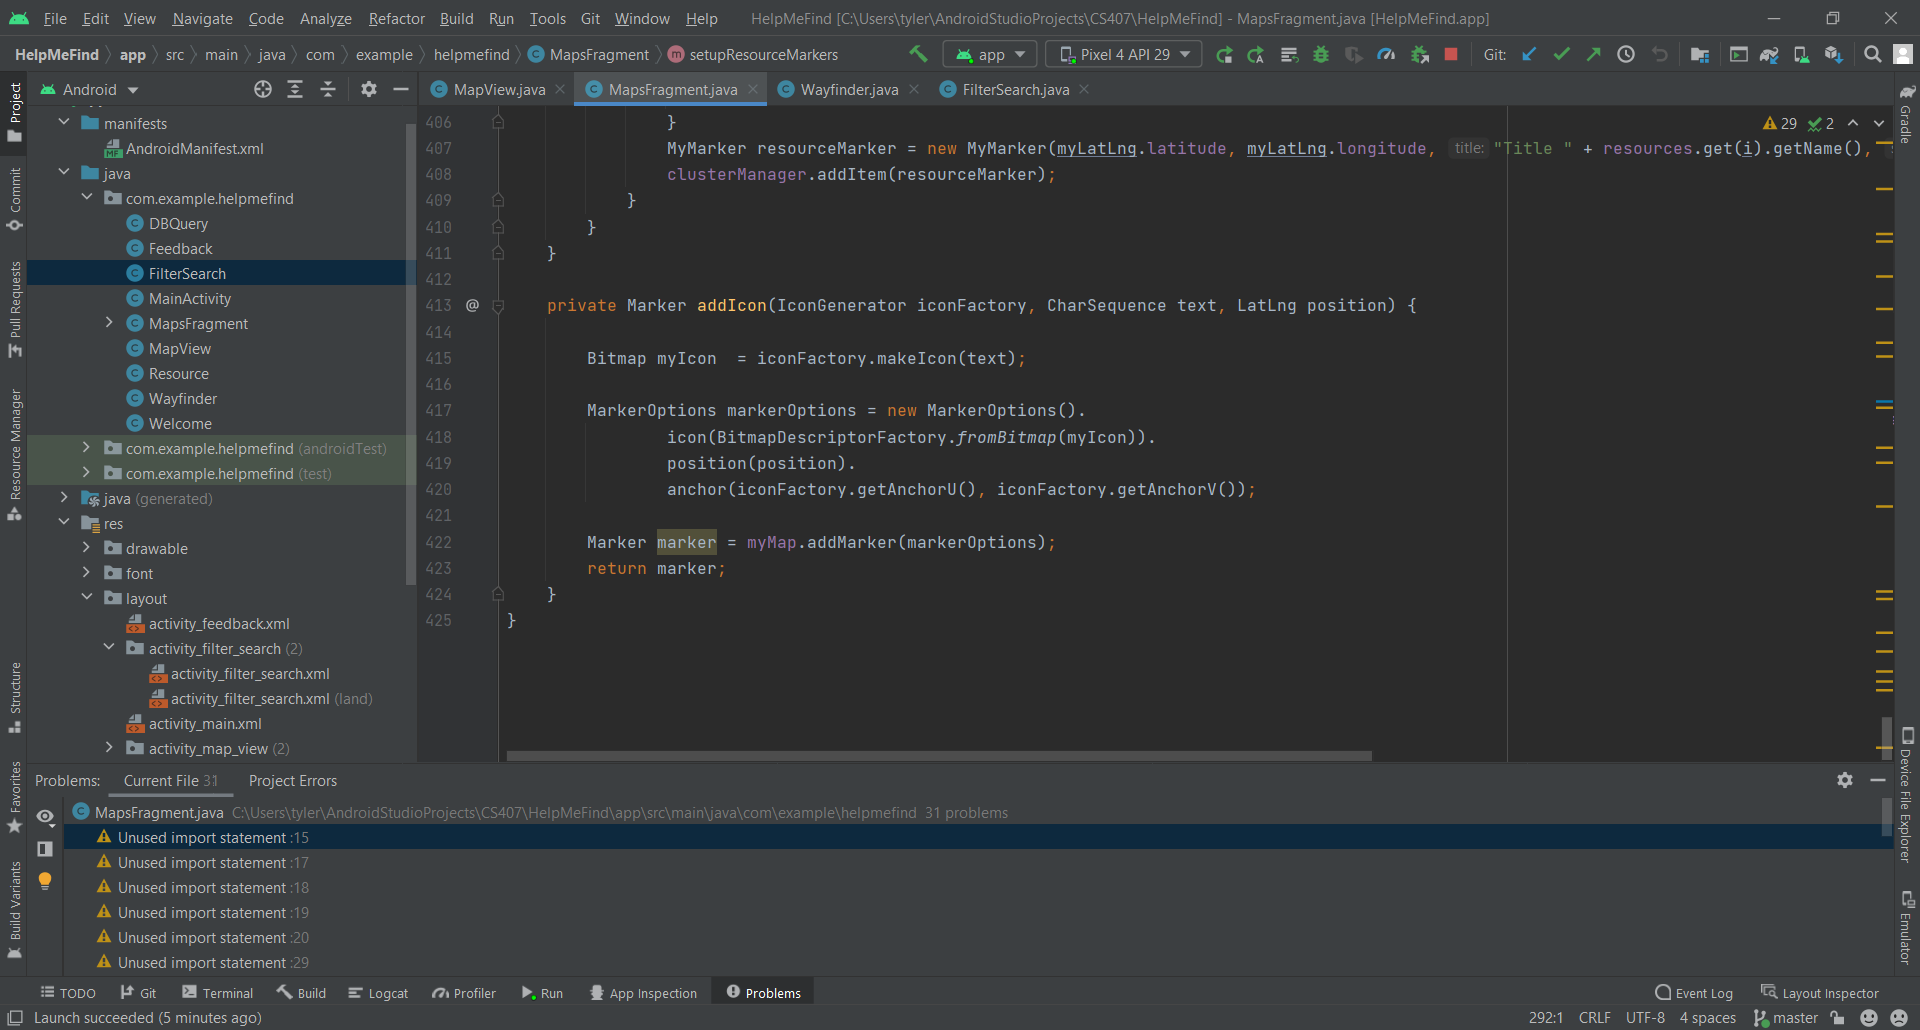 File Edit View Navigate Code Analyze Refactor Build Run Tools Git Window Help HelpMeFind [C:\Users\tyler\AndroidStudioProjects\CS407\HelpMeFind] - MapsFragment.java [HelpMeFind.app]
HelpMeFind app src main java com example helpmefind MapsFragment setupResourceMarkers app Pixel 4 API 29 Git:
Android
MapView.java MapsFragment.java Wayfinder.java FilterSearch.java
Project
Commit
Pull Requests
Resource Manager
Structure
Favorites
Build Variants
manifests
AndroidManifest.xml
java
com.example.helpmefind
DBQuery
Feedback
FilterSearch
MainActivity
MapsFragment
MapView
Resource
Wayfinder
Welcome
com.example.helpmefind (androidTest)
com.example.helpmefind (test)
java (generated)
res
drawable
font
layout
activity_feedback.xml
activity_filter_search (2)
activity_filter_search.xml
activity_filter_search.xml (land)
activity_main.xml
activity_map_view (2)
29 2
406 }
407 MyMarker resourceMarker = new MyMarker(myLatLng.latitude, myLatLng.longitude, title: "Title " + resources.get(i).getName(),
408 clusterManager.addItem(resourceMarker);
409 }
410 }
411 }
412
413 @ private Marker addIcon(IconGenerator iconFactory, CharSequence text, LatLng position) {
414
415 Bitmap myIcon  = iconFactory.makeIcon(text);
416
417 MarkerOptions markerOptions = new MarkerOptions().
418 icon(BitmapDescriptorFactory.fromBitmap(myIcon)).
419 position(position).
420 anchor(iconFactory.getAnchorU(), iconFactory.getAnchorV());
421
422 Marker marker = myMap.addMarker(markerOptions);
423 return marker;
424 }
425 }
Gradle
Device File Explorer
Emulator
Problems: Current File 31 Project Errors
MapsFragment.java C:\Users\tyler\AndroidStudioProjects\CS407\HelpMeFind\app\src\main\java\com\example\helpmefind 31 problems
Unused import statement :15
Unused import statement :17
Unused import statement :18
Unused import statement :19
Unused import statement :20
Unused import statement :29
TODO Git Terminal Build Logcat Profiler Run App Inspection Problems Event Log Layout Inspector
Launch succeeded (5 minutes ago) 292:1 CRLF UTF-8 4 spaces master